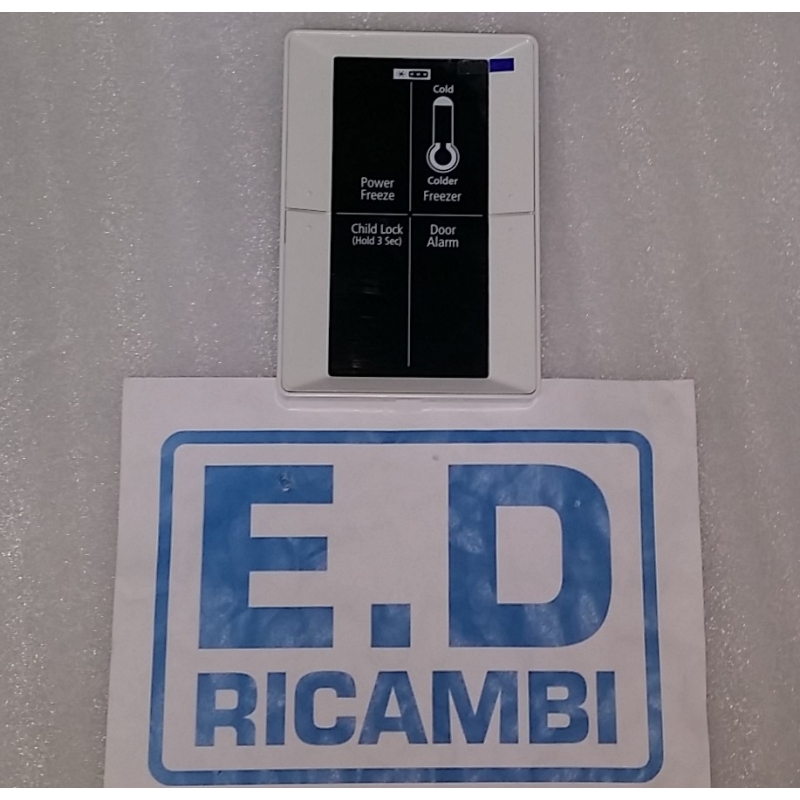 Cold
Colder
Power
Freeze
Freezer
Child Lock
(Hold 3 Sec)
Door
Alarm
E.D
RICAMBI